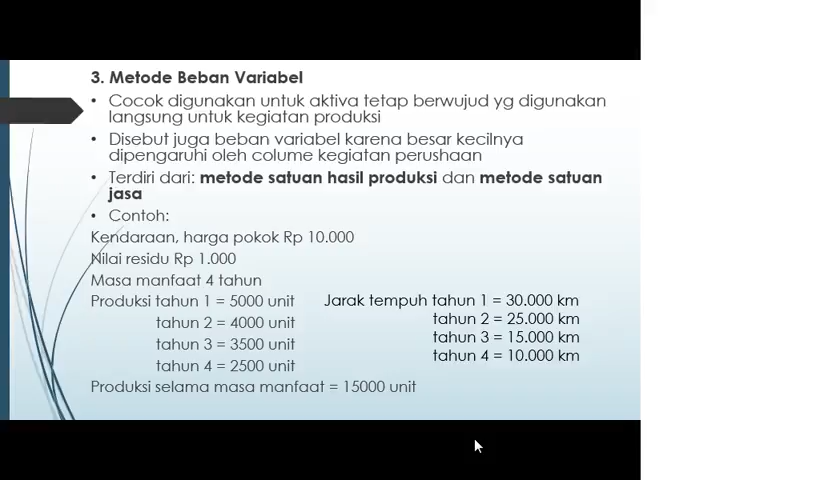 3. Metode Beban Variabel
• Cocok digunakan untuk aktiva tetap berwujud yg digunakan
langsung untuk kegiatan produksi
• Disebut juga beban variabel karena besar kecilnya
dipengaruhi oleh colume kegiatan perushaan
• Terdiri dari: metode satuan hasil produksi dan metode satuan
jasa
• Contoh:
Kendaraan, harga pokok Rp 10.000
Nilai residu Rp 1.000
Masa manfaat 4 tahun
Produksi tahun 1 = 5000 unit
tahun 2 = 4000 unit
tahun 3 = 3500 unit
tahun 4 = 2500 unit
Produksi selama masa manfaat = 15000 unit
Jarak tempuh tahun 1 = 30.000 km
tahun 2 = 25.000 km
tahun 3 = 15.000 km
tahun 4 = 10.000 km